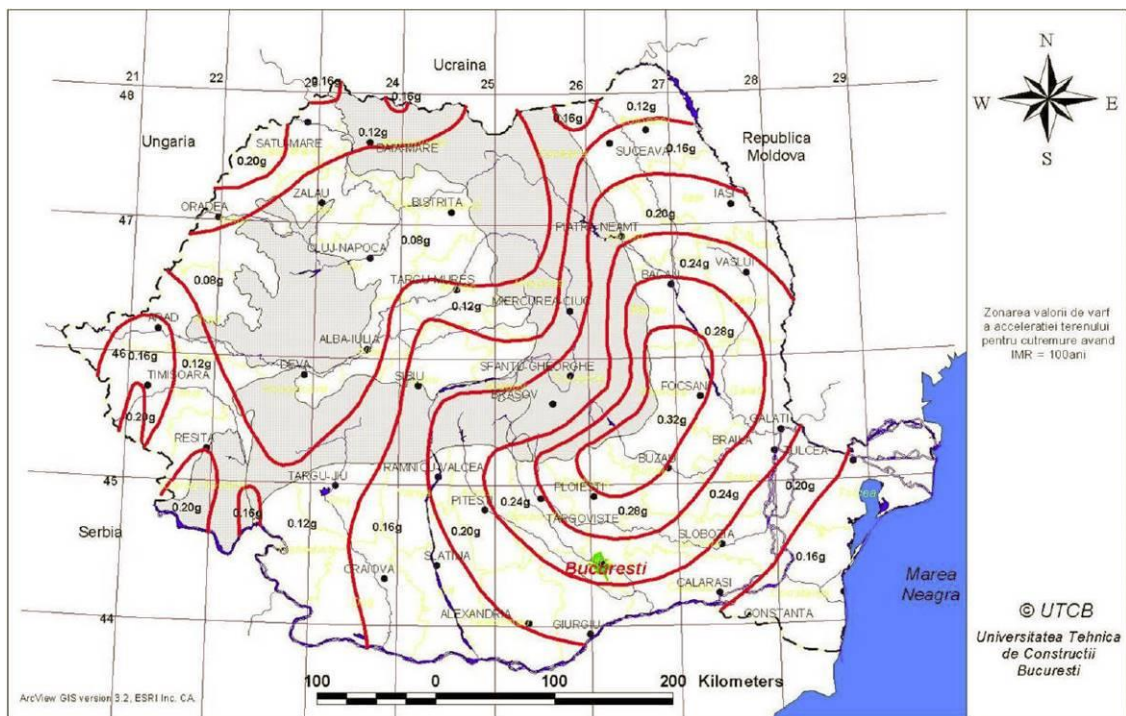 21
48
22
23
0.16g
24
0.16g
Ucraina
25
26
27
28
29
N
W
E
S
0.12g
0.16g
Ungaria
0.12g
SATU-MARE
BAIA-MARE
SUCEAVA
0.16g
Republica
Moldova
0.20g
ZALAU
BISTRITA
IASI
ORADEA
47
0.20g
PIATRA-NEAMT
CLUJ-NAPOCA
0.08g
0.24g
VASLUI
BACAU
0.08g
TARGU-MURES
0.12g
MIERCUREA-CIUC
ARAD
0.28g
ALBA-IULIA
46
0.16g
0.12g
DEVA
SIBIU
SFANTU-GHEORGHE
BRASOV
FOCSANI
TIMISOARA
0.20g
0.32g
GALATI
RESITA
BRAILA
TULCEA
BUZAU
RAMNICU-VALCEA
45
TARGU-JIU
PLOIESTI
0.20g
PITESTI
0.24g
0.24g
0.20g
0.16g
TARGOVISTE
0.28g
Serbia
0.12g
0.16g
0.20g
SLOBOZIA
SLATINA
0.16g
CRAIOVA
Bucuresti
CALARASI
44
ALEXANDRIA
GIURGIU
CONSTANTA
Marea
Neagra
Zonarea valorii de varf
a acceleratiei terenului
pentru cutremure avand
IMR = 100ani
© UTCB
Universitatea Tehnica
de Constructii
Bucuresti
100
0
100
200
Kilometers
ArcView GIS version 3.2, ESRI Inc. CA.